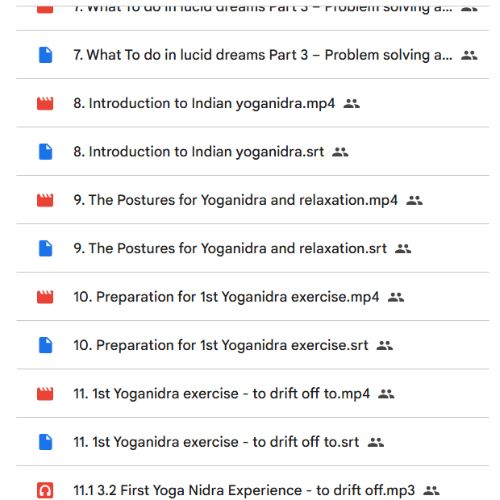 7. What To do in lucid dreams Part 3 – Problem solving a...
7. What To do in lucid dreams Part 3 – Problem solving a...
8. Introduction to Indian yoganidra.mp4
8. Introduction to Indian yoganidra.srt
9. The Postures for Yoganidra and relaxation.mp4
9. The Postures for Yoganidra and relaxation.srt
10. Preparation for 1st Yoganidra exercise.mp4
10. Preparation for 1st Yoganidra exercise.srt
11. 1st Yoganidra exercise - to drift off to.mp4
11. 1st Yoganidra exercise - to drift off to.srt
11.1 3.2 First Yoga Nidra Experience - to drift off.mp3